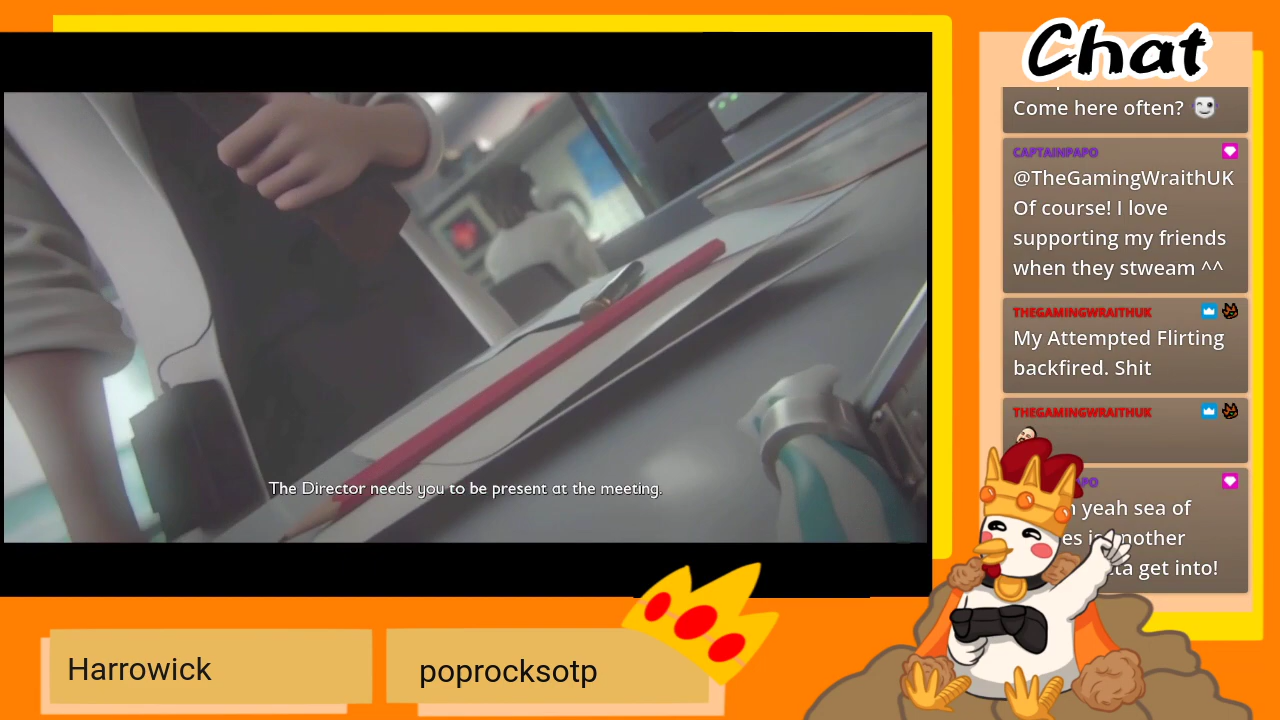 Chat
Come here often?
CAPTAINPAPO
@TheGamingWraithUK
Of course! I love
supporting my friends
when they stweam ^^
THEGAMINGWRAITHUK
My Attempted Flirting
backfired. Shit
THEGAMINGWRAITHUK
yeah sea of
get into!
The Director needs you to be present at the meeting.
Harrowick
poprocksotp